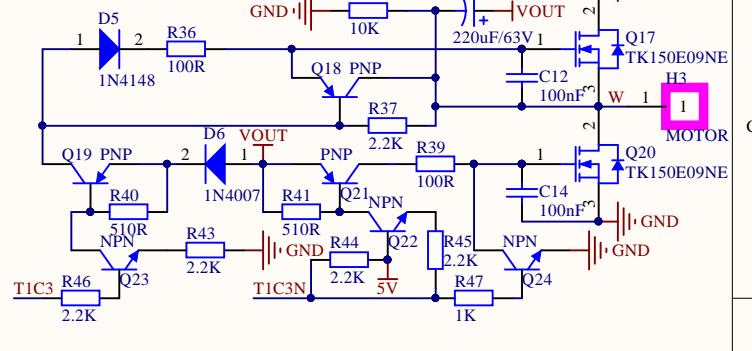 GND
10K
VOUT
2
D5
1
2
R36
100R
1N4148
220uF/63V
1
Q17
TK150E09NE
Q18
PNP
C12
100nF
3
W
H3
1
1
MOTOR
R37
2.2K
D6
VOUT
2
Q19
PNP
2
1
1N4007
PNP
R39
100R
1
Q20
TK150E09NE
R40
510R
R41
510R
Q21
NPN
C14
100nF
3
GND
NPN
R43
2.2K
GND
R44
2.2K
Q22
R45
2.2K
NPN
GND
T1C3
R46
2.2K
Q23
T1C3N
5V
R47
1K
Q24